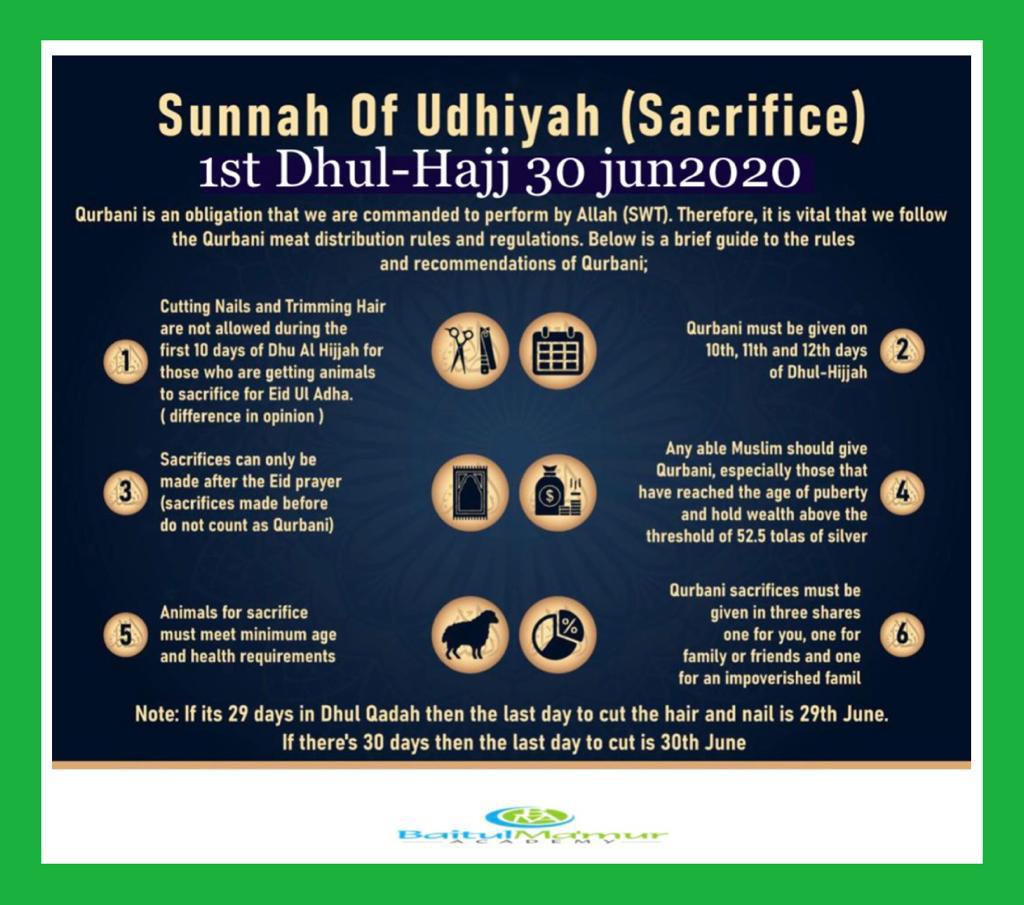 Sunnah Of Udhiyah (Sacrifice)
1st Dhul-Hajj 30 jun2020
Qurbani is an obligation that we are commanded to perform by Allah (SWT). Therefore, it is vital that we follow
the Qurbani meat distribution rules and regulations. Below is a brief guide to the rules
and recommendations of Qurbani;
1
Cutting Nails and Trimming Hair
are not allowed during the
first 10 days of Dhu Al Hijjah for
those who are getting animals
to sacrifice for Eid Ul Adha.
( difference in opinion )
Qurbani must be given on
10th, 11th and 12th days
of Dhul-Hijjah
2
3
Sacrifices can only be
made after the Eid prayer
(sacrifices made before
do not count as Qurbani)
$
Any able Muslim should give
Qurbani, especially those that
have reached the age of puberty
and hold wealth above the
threshold of 52.5 tolas of silver
4
5
Animals for sacrifice
must meet minimum age
and health requirements
%
Qurbani sacrifices must be
given in three shares
one for you, one for
family or friends and one
for an impoverished famil
6
Note: If its 29 days in Dhul Qadah then the last day to cut the hair and nail is 29th June.
If there's 30 days then the last day to cut is 30th June
BaitulMa'mur
ACADEMY